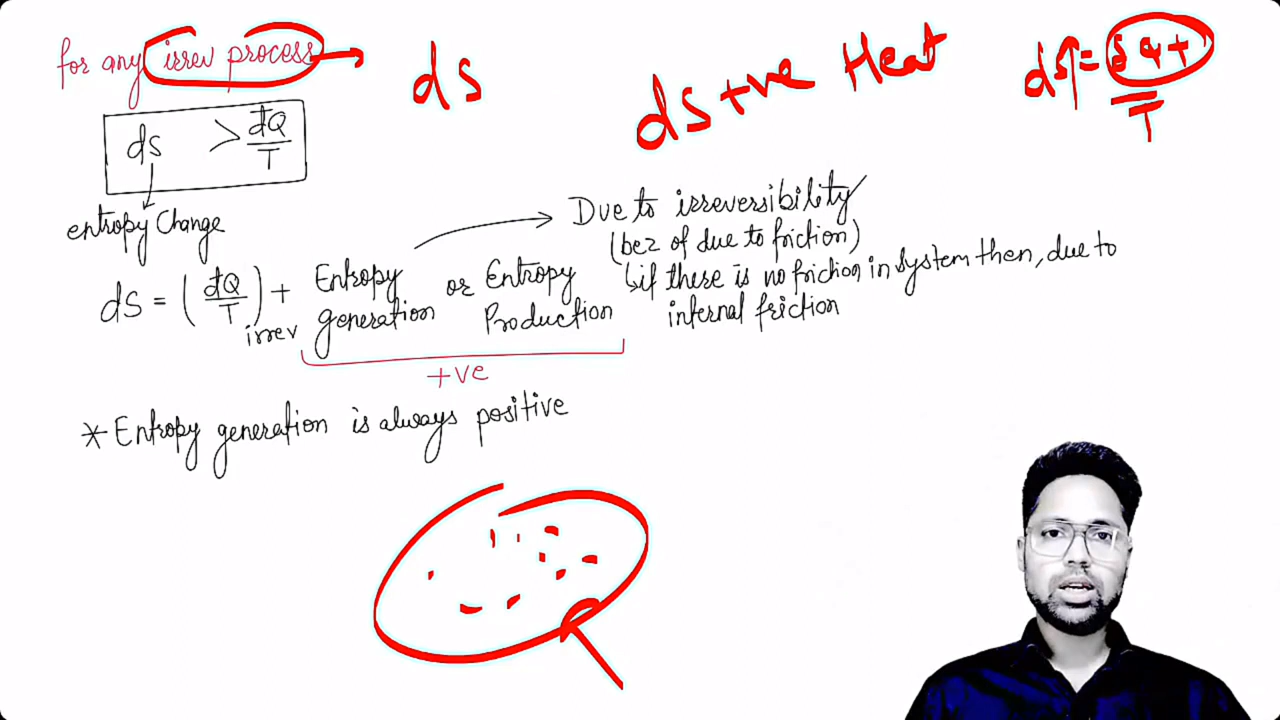 for any irrev process
ds
ds +ve Heat
ds↑ = δQ+ / T
ds > đQ/T
entropy Change
Due to irreversibility
(bcz of due to friction)
↳if there is no friction in system then, due to
internal friction
ds = (đQ/T)irrev + Entropy generation or Entropy Production
+ve
* Entropy generation is always positive